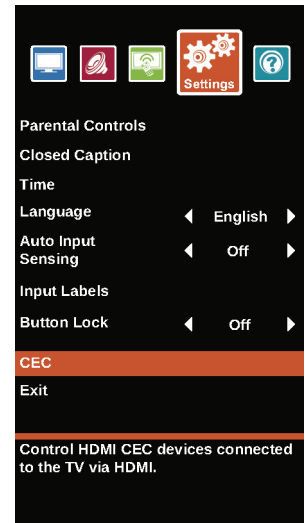 Settings
Parental Controls
Closed Caption
Time
Language English
Auto Input
Sensing Off
Input Labels
Button Lock Off
CEC
Exit
Control HDMI CEC devices connected
to the TV via HDMI.